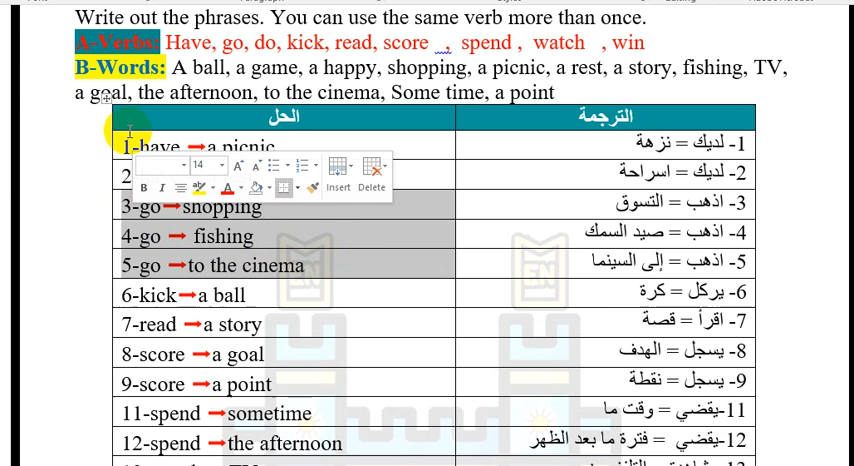 Write out the phrases. You can use the same verb more than once.
A-Verbs: Have, go, do, kick, read, score , spend , watch , win
B-Words: A ball, a game, a happy, shopping, a picnic, a rest, a story, fishing, TV,
a goal, the afternoon, to the cinema, Some time, a point
الحل الترجمة
1-have → a picnic 1- لديك = نزهة
2 2- لديك = اسراحة
3-go → shopping 3- اذهب = التسوق
4-go → fishing 4- اذهب = صيد السمك
5-go → to the cinema 5- اذهب = إلى السينما
6-kick → a ball 6- يركل = كرة
7-read → a story 7- اقرأ = قصة
8-score → a goal 8- يسجل = الهدف
9-score → a point 9- يسجل = نقطة
11-spend → sometime 11-يقضي = وقت ما
12-spend → the afternoon 12-يقضي = فترة ما بعد الظهر
14
B I
Insert Delete
EN